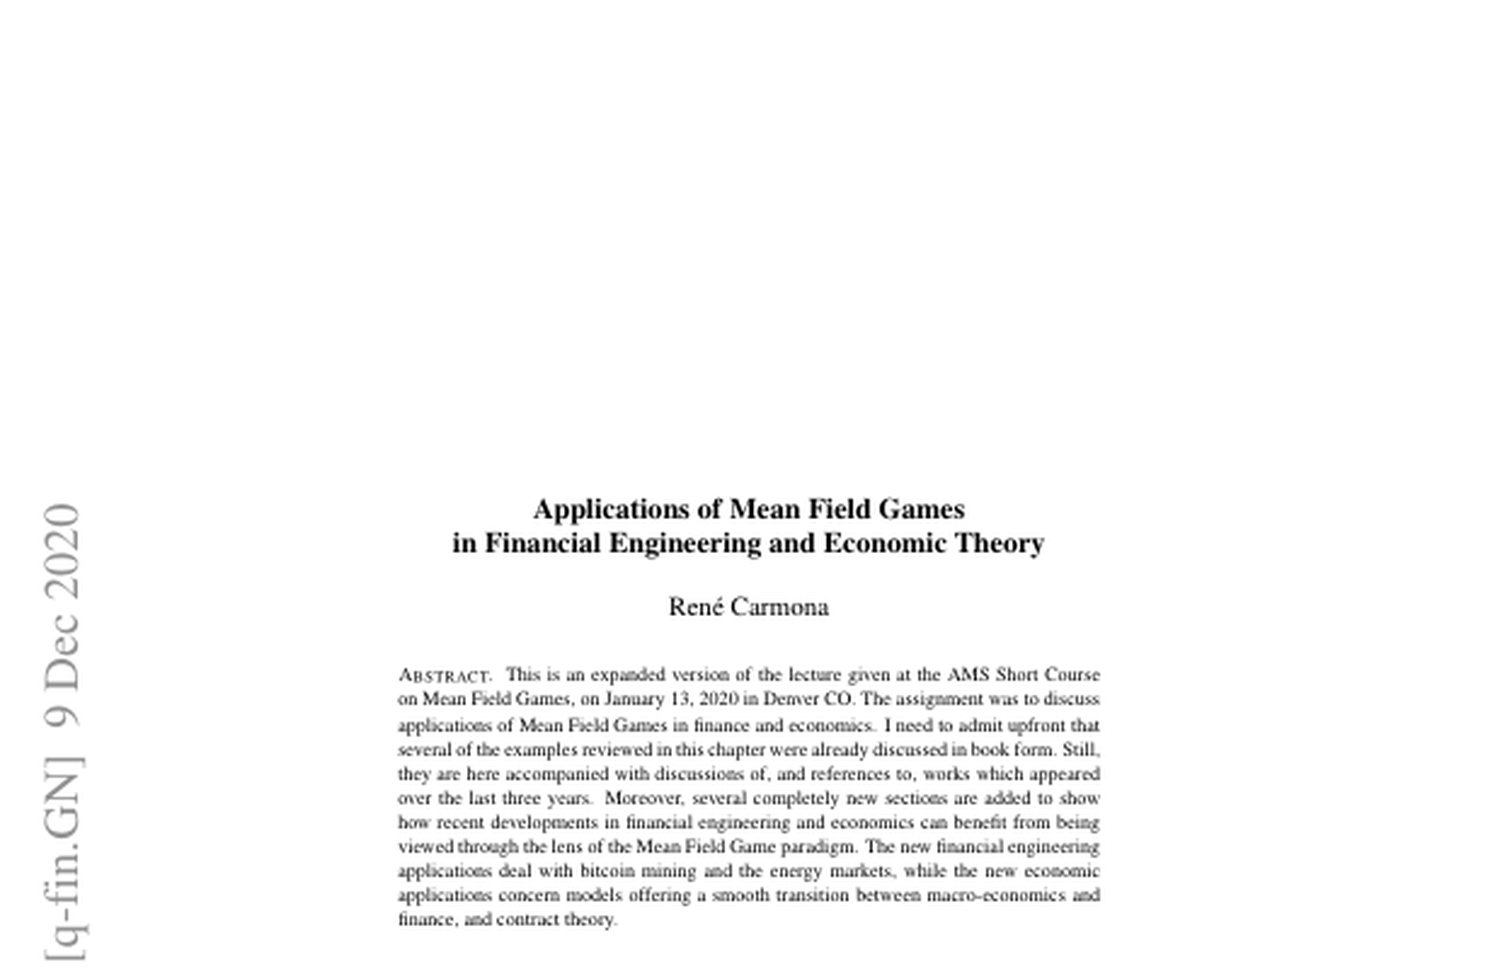 Applications of Mean Field Games
in Financial Engineering and Economic Theory
René Carmona
ABSTRACT. This is an expanded version of the lecture given at the AMS Short Course
on Mean Field Games, on January 13, 2020 in Denver CO. The assignment was to discuss
applications of Mean Field Games in finance and economics. I need to admit upfront that
several of the examples reviewed in this chapter were already discussed in book form. Still,
they are here accompanied with discussions of, and references to, works which appeared
over the last three years. Moreover, several completely new sections are added to show
how recent developments in financial engineering and economics can benefit from being
viewed through the lens of the Mean Field Game paradigm. The new financial engineering
applications deal with bitcoin mining and the energy markets, while the new economic
applications concern models offering a smooth transition between macro-economics and
finance, and contract theory.
[q-fin.GN] 9 Dec 2020